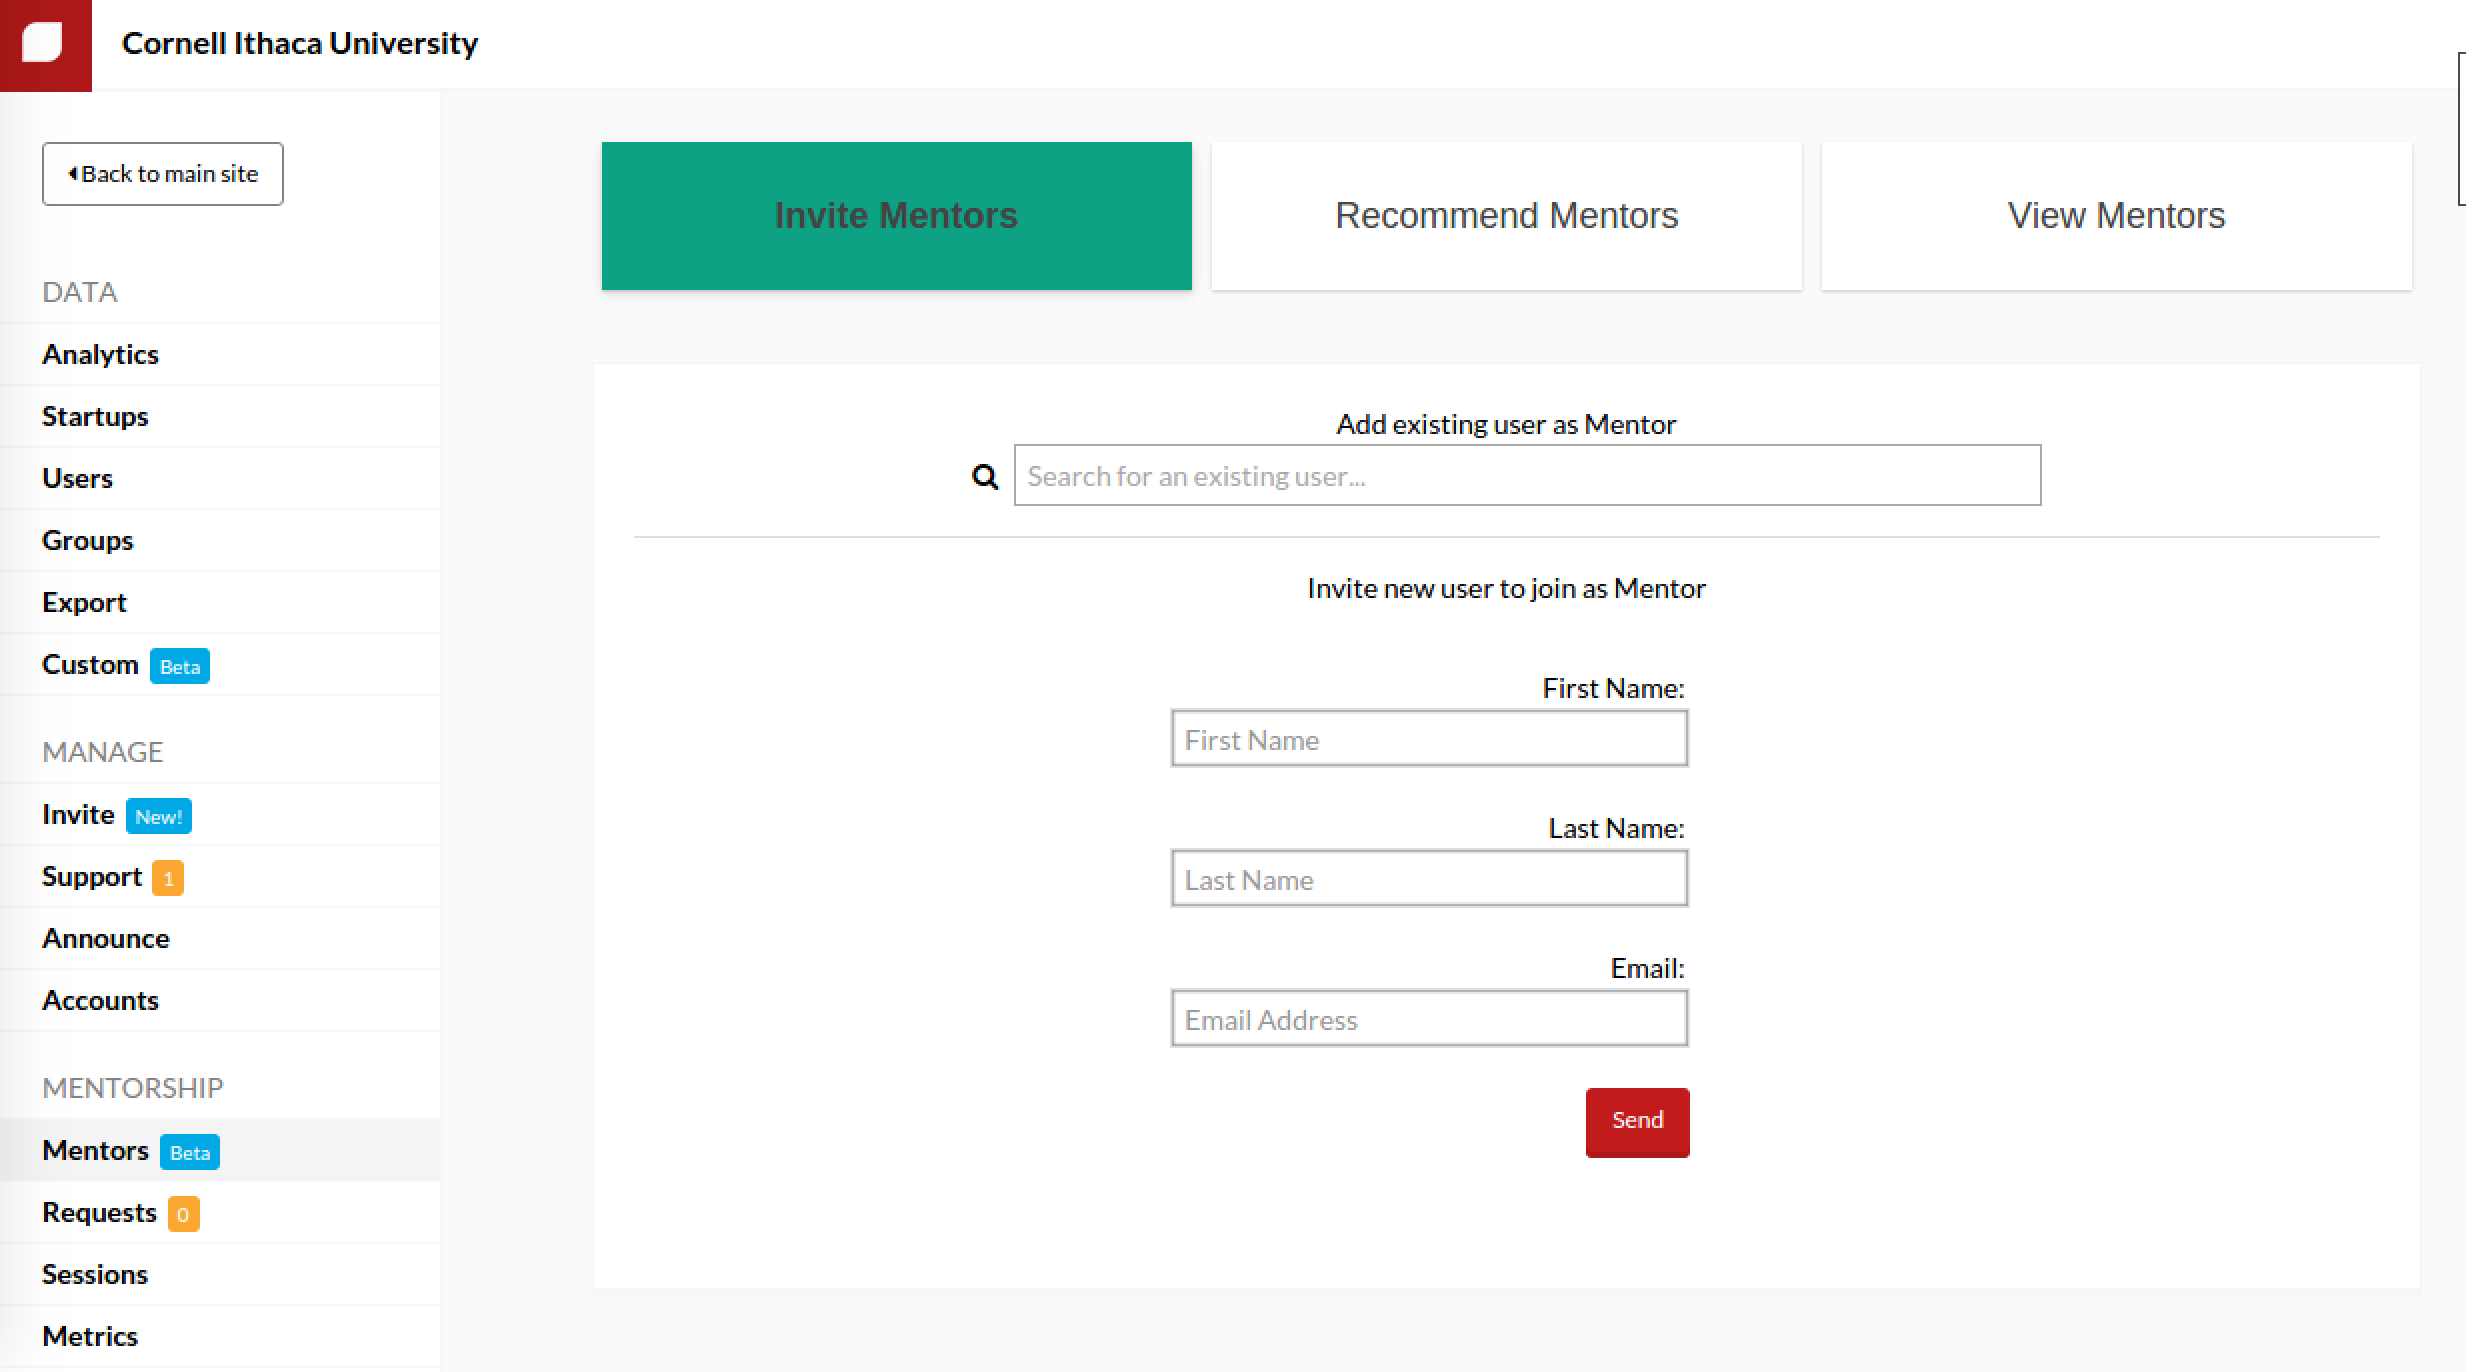 Cornell Ithaca University
Back to main site
DATA
Analytics
Startups
Users
Groups
Export
Custom Beta
MANAGE
Invite New!
Support 1
Announce
Accounts
MENTORSHIP
Mentors Beta
Requests 0
Sessions
Metrics
Invite Mentors
Recommend Mentors
View Mentors
Add existing user as Mentor
Search for an existing user...
Invite new user to join as Mentor
First Name:
First Name
Last Name:
Last Name
Email:
Email Address
Send